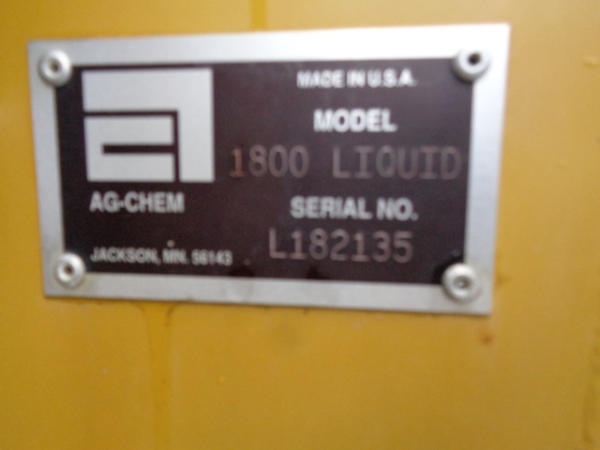 MADE IN U.S.A.
MODEL
1800 LIQUID
AG-CHEM
SERIAL NO.
JACKSON, MN. 56143
L182135